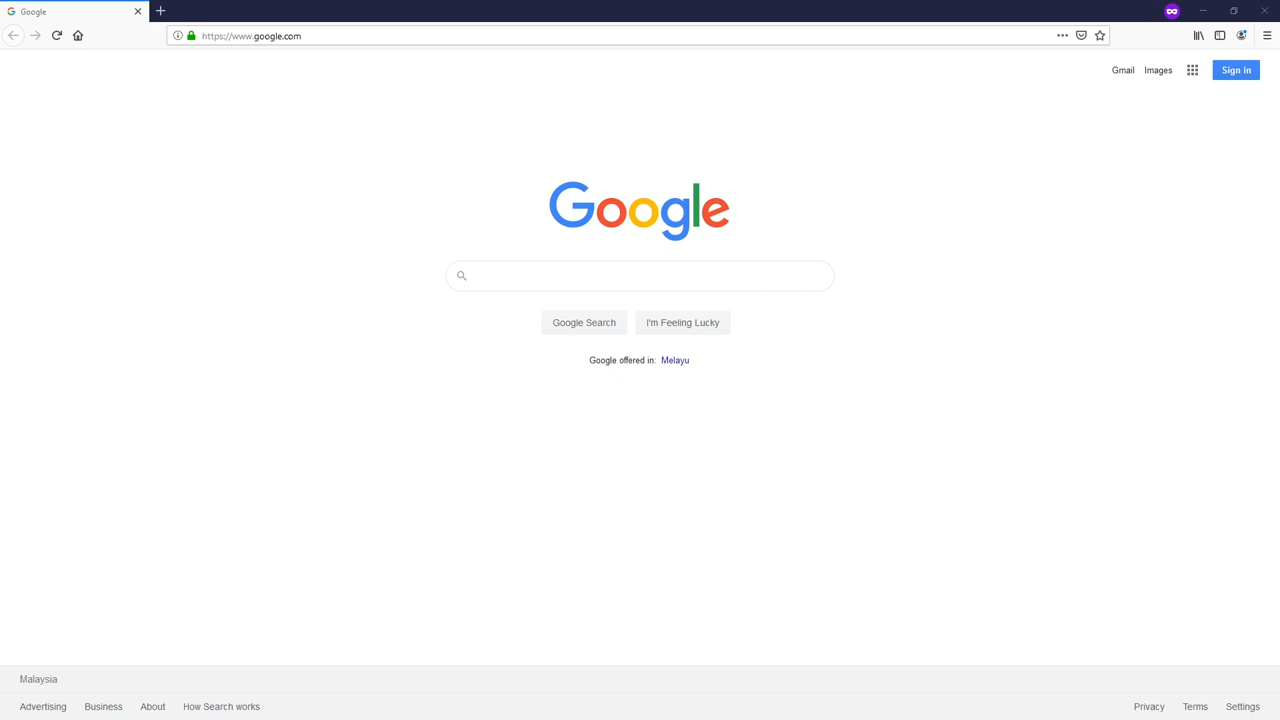 Google
https://www.google.com
Gmail Images Sign in
Google
Google Search I'm Feeling Lucky
Google offered in: Melayu
Malaysia
Advertising Business About How Search works Privacy Terms Settings